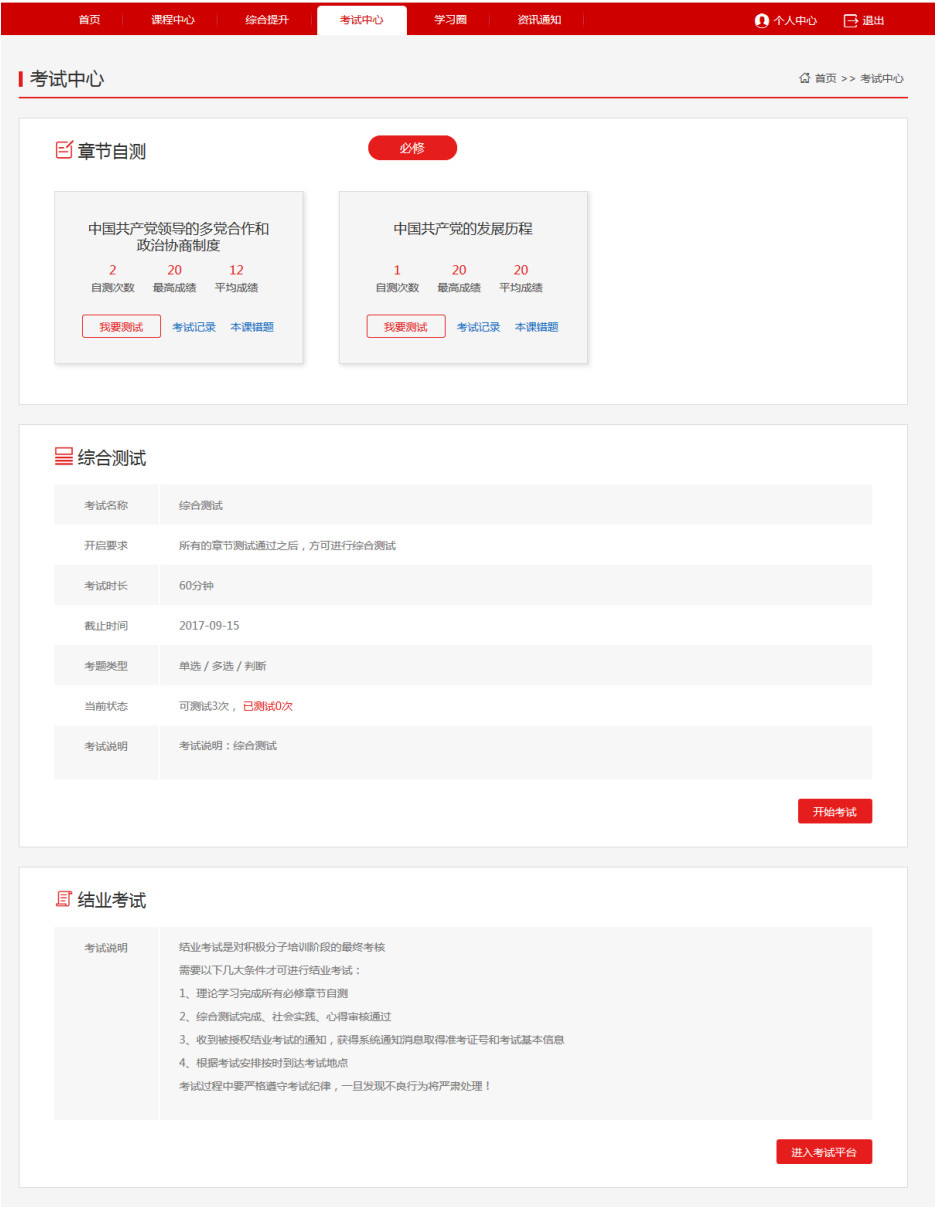 首页 课程中心 综合提升 考试中心 学习圈 资讯通知 个人中心 退出
考试中心 首页 >> 考试中心
章节自测 必修
中国共产党领导的多党合作和
政治协商制度
2 20 12
自测次数 最高成绩 平均成绩
我要测试 考试记录 本课错题
中国共产党的发展历程
1 20 20
自测次数 最高成绩 平均成绩
我要测试 考试记录 本课错题
综合测试
考试名称 综合测试
开启要求 所有的章节测试通过之后，方可进行综合测试
考试时长 60分钟
截止时间 2017-09-15
考题类型 单选 / 多选 / 判断
当前状态 可测试3次， 已测试0次
考试说明 考试说明：综合测试
开始考试
结业考试
考试说明 结业考试是对积极分子培训阶段的最终考核
需要以下几大条件才可进行结业考试：
1、理论学习完成所有必修章节自测
2、综合测试完成、社会实践、心得审核通过
3、收到被授权结业考试的通知，获得系统通知消息取得准考证号和考试基本信息
4、根据考试安排按时到达考试地点
考试过程中要严格遵守考试纪律，一旦发现不良行为将严肃处理！
进入考试平台